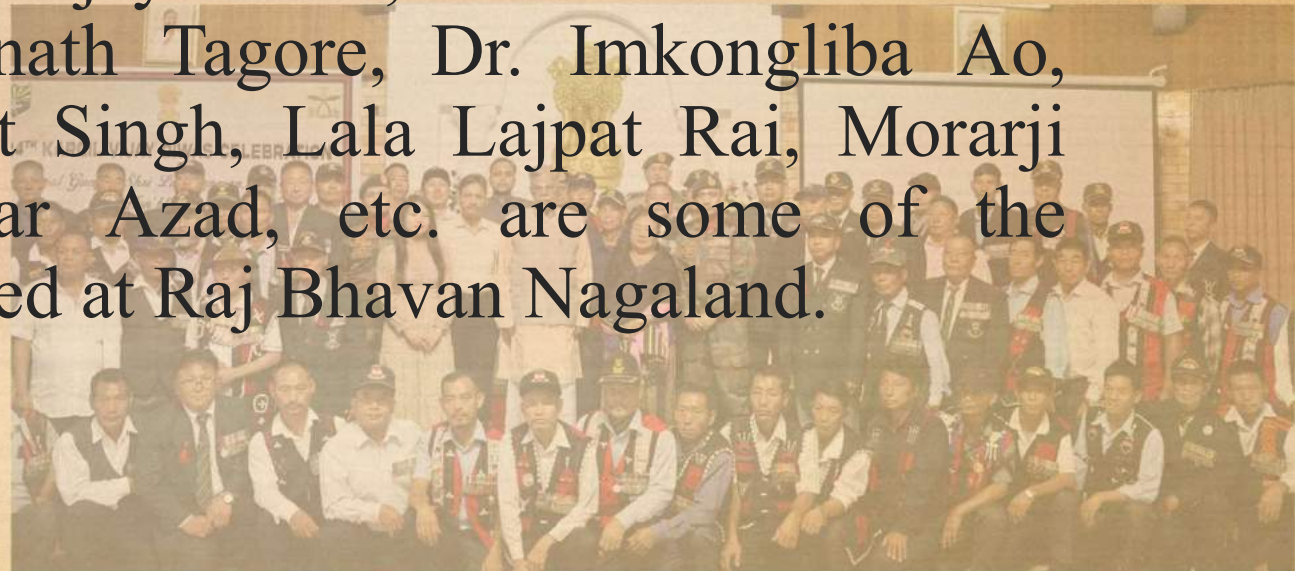 nath Tagore, Dr. Imkongliba Ao,
t Singh, Lala Lajpat Rai, Morarji
ar Azad, etc. are some of the
ed at Raj Bhavan Nagaland.
CELEBRATION